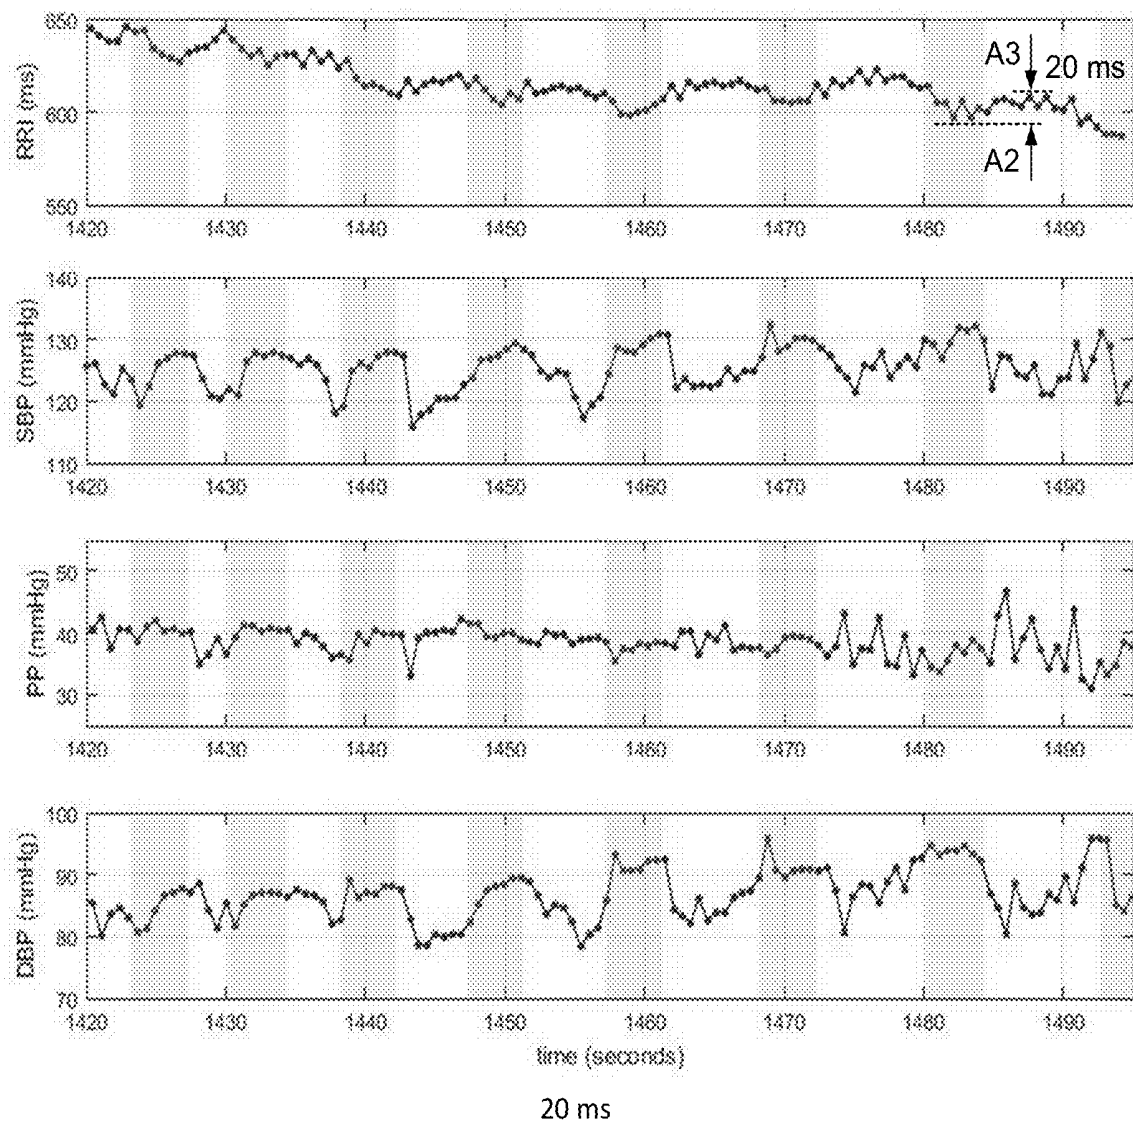 650
600
550
RRI (ms)
A3
20 ms
A2
1420 1430 1440 1450 1460 1470 1480 1490
140
130
120
110
SBP (mmHg)
1420 1430 1440 1450 1460 1470 1480 1490
50
40
30
PP (mmHg)
1420 1430 1440 1450 1460 1470 1480 1490
100
90
80
70
DBP (mmHg)
1420 1430 1440 1450 1460 1470 1480 1490
time (seconds)
20 ms